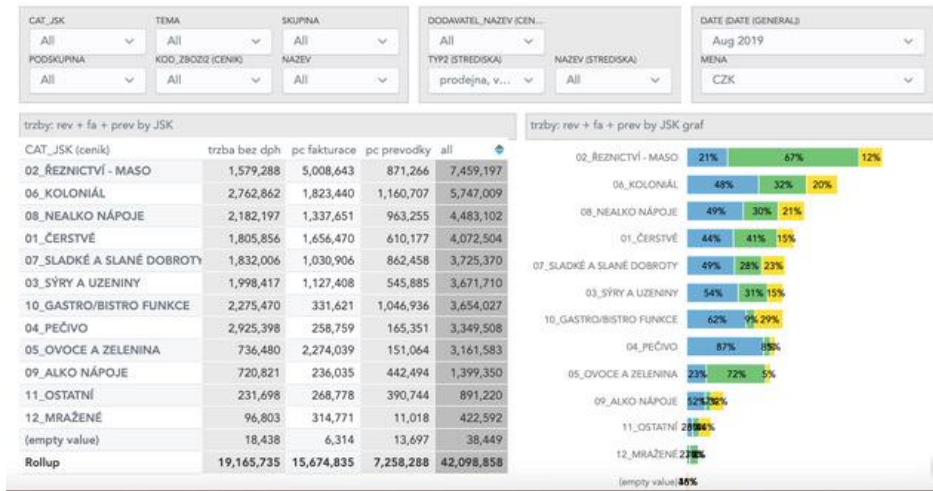 CAT_JSK TEMA SKUPINA DODAVATEL_NAZEV (CEN... DATE (DATE (GENERAL))
All All All All Aug 2019
PODSKUPINA KOD_ZBOZI2 (CENIK) NAZEV TYP2 (STREDISKA) NAZEV (STREDISKA) MENA
All All All prodejna, v... All CZK
trzby: rev + fa + prev by JSK
CAT_JSK (cenik) trzba bez dph pc fakturace pc prevodky all
02_ŘEZNICTVÍ - MASO 1,579,288 5,008,643 871,266 7,459,197
06_KOLONIÁL 2,762,862 1,823,440 1,160,707 5,747,009
08_NEALKO NÁPOJE 2,182,197 1,337,651 963,255 4,483,102
01_ČERSTVÉ 1,805,856 1,656,470 610,177 4,072,504
07_SLADKÉ A SLANÉ DOBROTY 1,832,006 1,030,906 862,458 3,725,370
03_SÝRY A UZENINY 1,998,417 1,127,408 545,885 3,671,710
10_GASTRO/BISTRO FUNKCE 2,275,470 331,621 1,046,936 3,654,027
04_PEČIVO 2,925,398 258,759 165,351 3,349,508
05_OVOCE A ZELENINA 736,480 2,274,039 151,064 3,161,583
09_ALKO NÁPOJE 720,821 236,035 442,494 1,399,350
11_OSTATNÍ 231,698 268,778 390,744 891,220
12_MRAŽENÉ 96,803 314,771 11,018 422,592
(empty value) 18,438 6,314 13,697 38,449
Rollup 19,165,735 15,674,835 7,258,288 42,098,858
trzby: rev + fa + prev by JSK graf
02_ŘEZNICTVÍ - MASO 21% 67% 12%
06_KOLONIÁL 48% 32% 20%
08_NEALKO NÁPOJE 49% 30% 21%
01_ČERSTVÉ 44% 41% 15%
07_SLADKÉ A SLANÉ DOBROTY 49% 28% 23%
03_SÝRY A UZENINY 54% 31% 15%
10_GASTRO/BISTRO FUNKCE 62% 9% 29%
04_PEČIVO 87%
05_OVOCE A ZELENINA 23% 72% 5%
09_ALKO NÁPOJE
11_OSTATNÍ
12_MRAŽENÉ
(empty value)